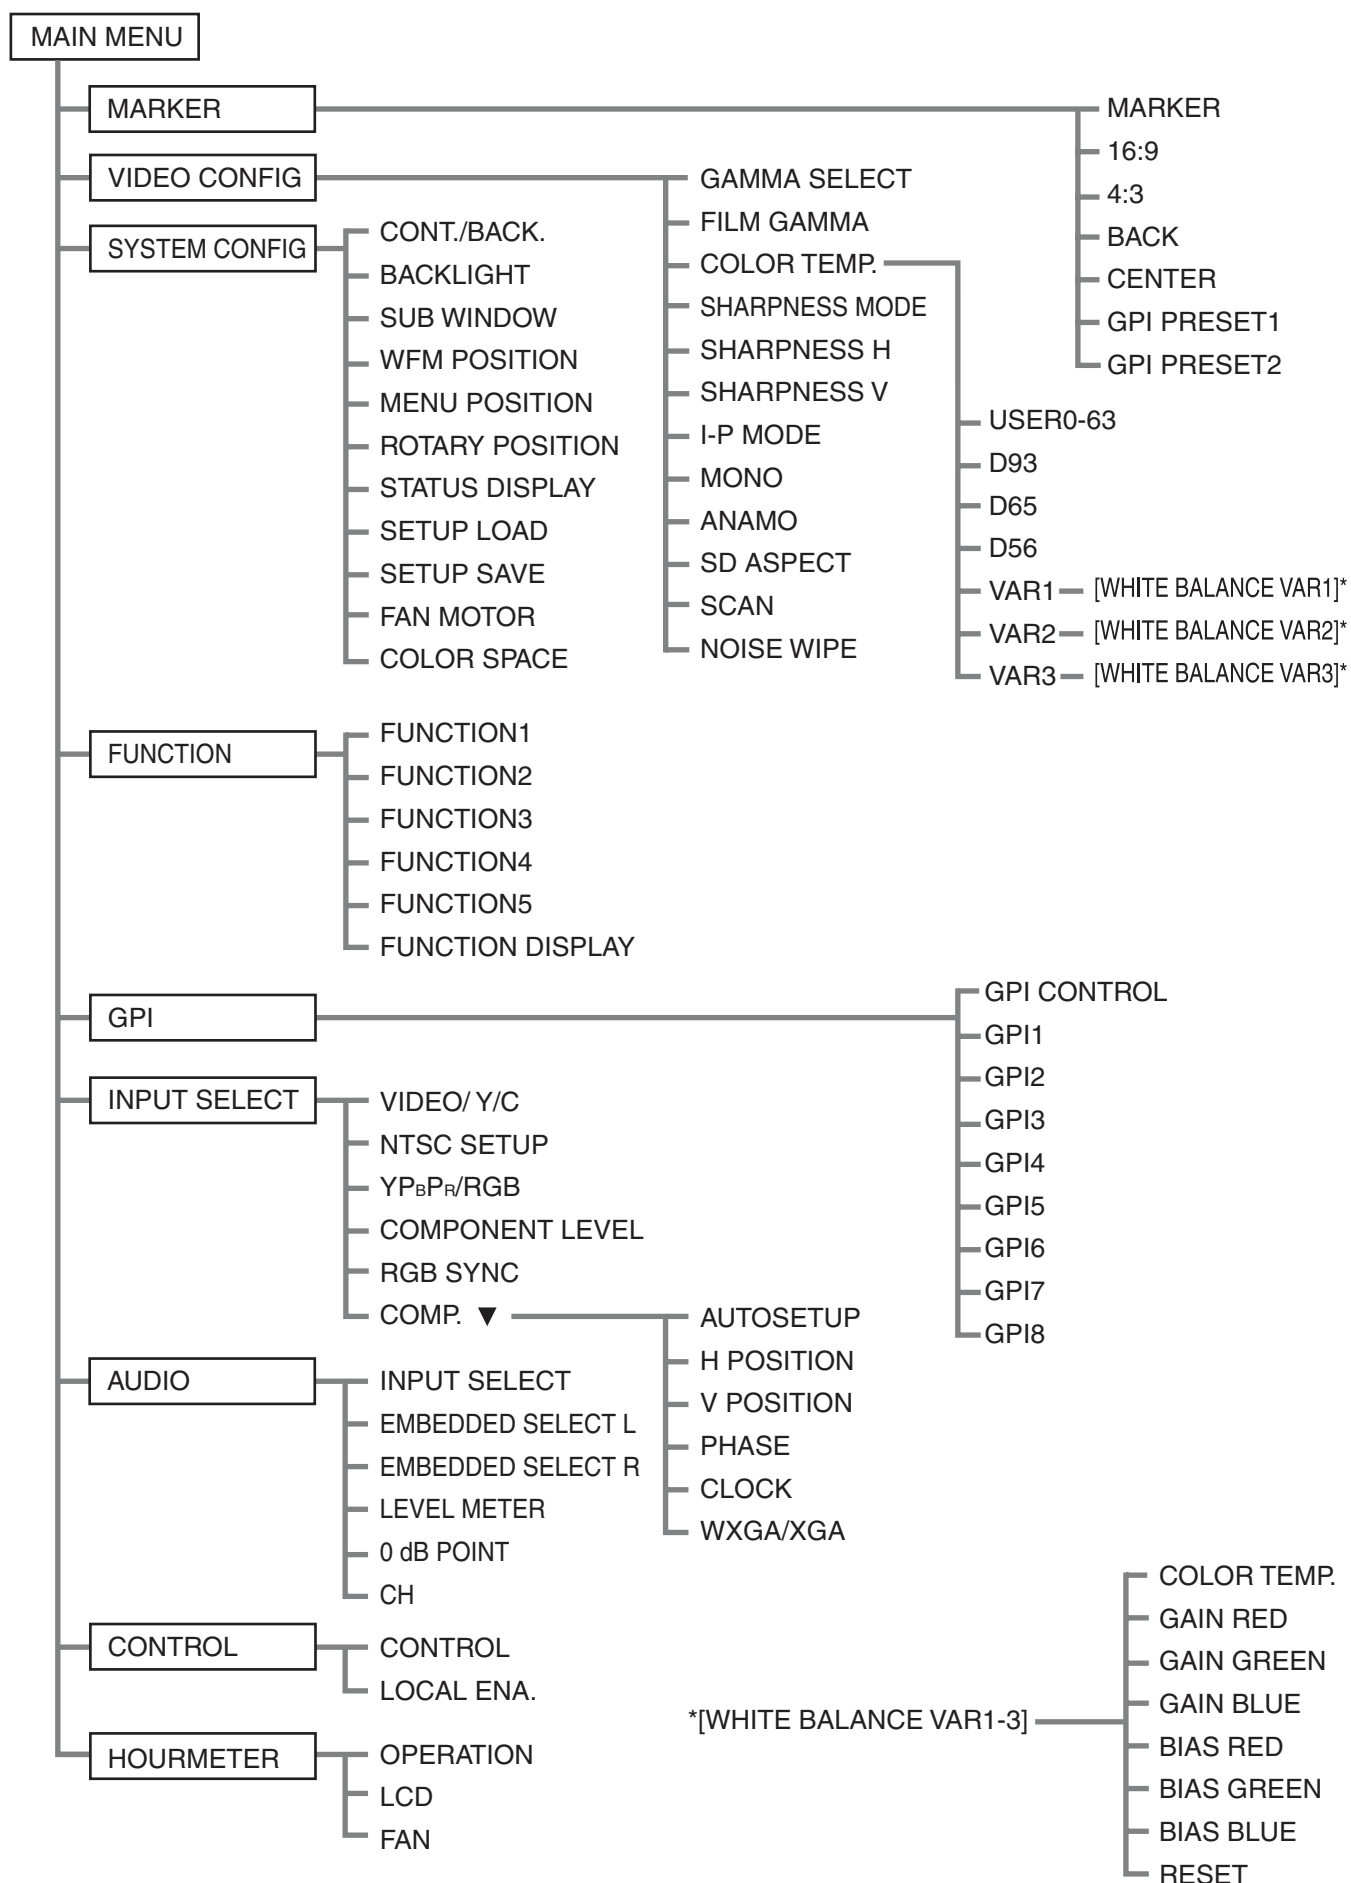 MAIN MENU
MARKER
MARKER
16:9
4:3
BACK
CENTER
GPI PRESET1
GPI PRESET2
VIDEO CONFIG
GAMMA SELECT
FILM GAMMA
COLOR TEMP.
USER0-63
D93
D65
D56
VAR1
[WHITE BALANCE VAR1]*
VAR2
[WHITE BALANCE VAR2]*
VAR3
[WHITE BALANCE VAR3]*
SHARPNESS MODE
SHARPNESS H
SHARPNESS V
I-P MODE
MONO
ANAMO
SD ASPECT
SCAN
NOISE WIPE
SYSTEM CONFIG
CONT./BACK.
BACKLIGHT
SUB WINDOW
WFM POSITION
MENU POSITION
ROTARY POSITION
STATUS DISPLAY
SETUP LOAD
SETUP SAVE
FAN MOTOR
COLOR SPACE
FUNCTION
FUNCTION1
FUNCTION2
FUNCTION3
FUNCTION4
FUNCTION5
FUNCTION DISPLAY
GPI
GPI CONTROL
GPI1
GPI2
GPI3
GPI4
GPI5
GPI6
GPI7
GPI8
INPUT SELECT
VIDEO/ Y/C
NTSC SETUP
YPBPR/RGB
COMPONENT LEVEL
RGB SYNC
COMP. ▼
AUTOSETUP
H POSITION
V POSITION
PHASE
CLOCK
WXGA/XGA
AUDIO
INPUT SELECT
EMBEDDED SELECT L
EMBEDDED SELECT R
LEVEL METER
0 dB POINT
CH
CONTROL
CONTROL
LOCAL ENA.
HOURMETER
OPERATION
LCD
FAN
*[WHITE BALANCE VAR1-3]
COLOR TEMP.
GAIN RED
GAIN GREEN
GAIN BLUE
BIAS RED
BIAS GREEN
BIAS BLUE
RESET